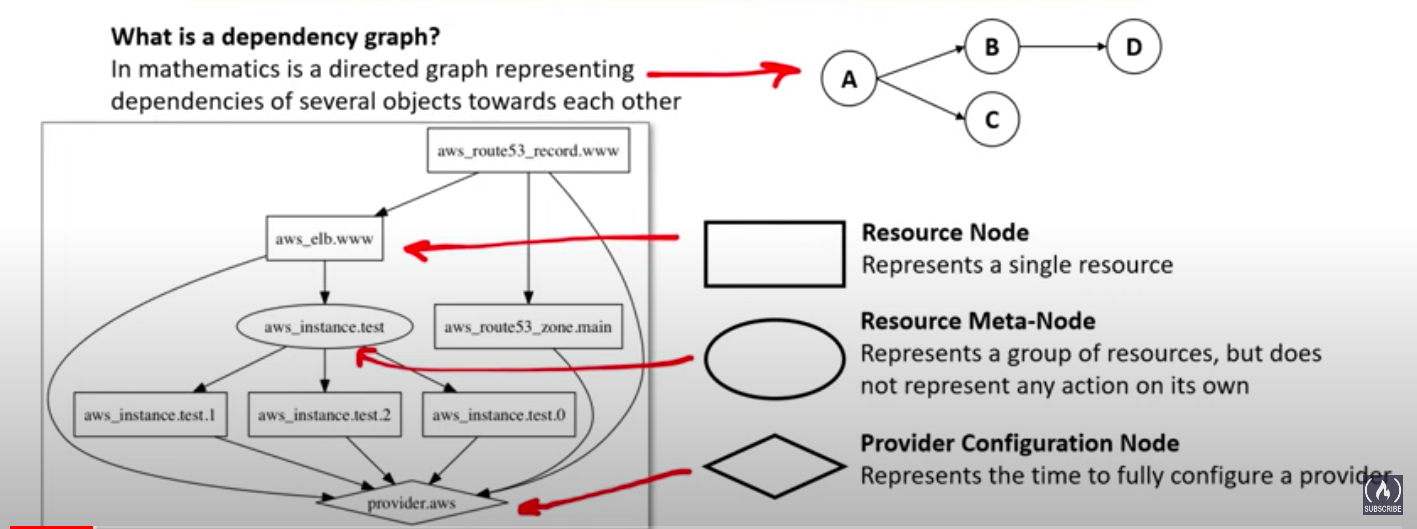 What is a dependency graph?
In mathematics is a directed graph representing
dependencies of several objects towards each other
A
B
D
C
aws_route53_record.www
aws_elb.www
aws_instance.test
aws_route53_zone.main
aws_instance.test.1
aws_instance.test.2
aws_instance.test.0
provider.aws
Resource Node
Represents a single resource
Resource Meta-Node
Represents a group of resources, but does
not represent any action on its own
Provider Configuration Node
Represents the time to fully configure a provider
SUBSCRIBE